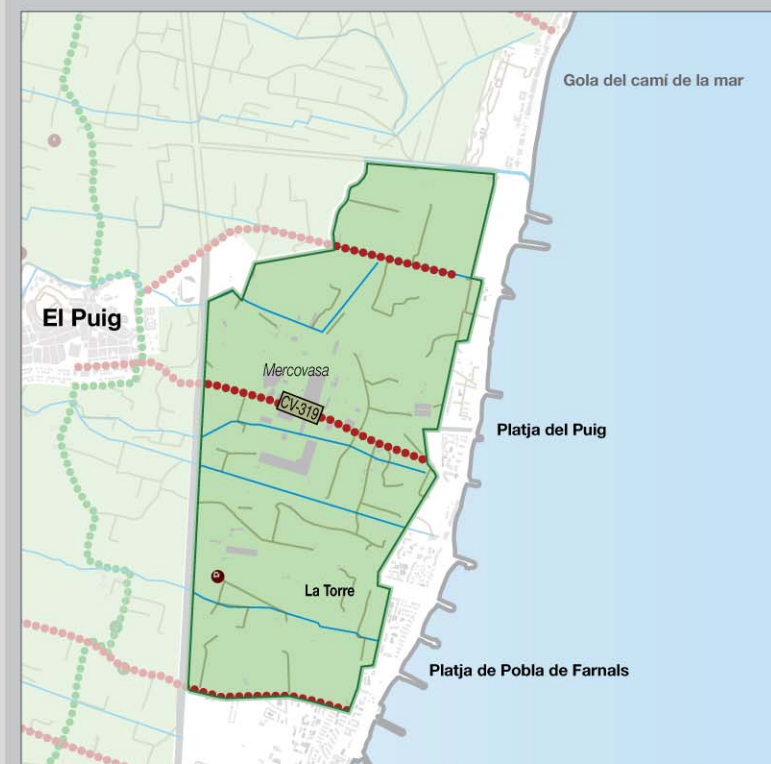 Gola del camí de la mar
El Puig
Mercovasa
CV-319
Platja del Puig
La Torre
Platja de Pobla de Farnals